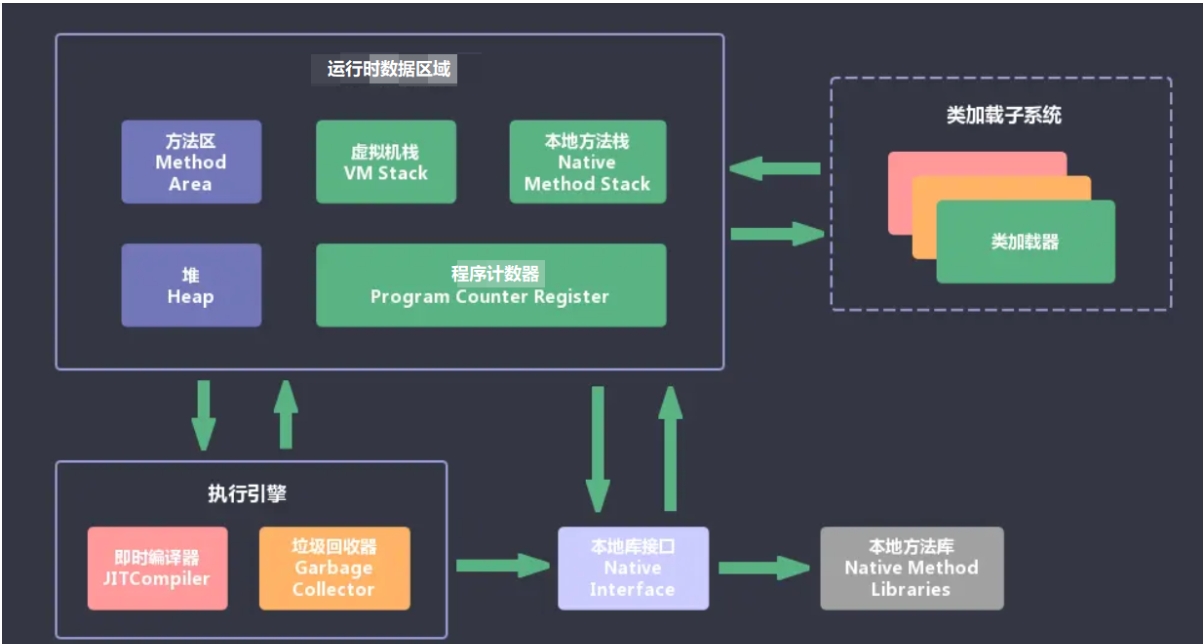 运行时数据区域
方法区
Method
Area
虚拟机栈
VM Stack
本地方法栈
Native
Method Stack
堆
Heap
程序计数器
Program Counter Register
类加载子系统
类加载器
执行引擎
即时编译器
JITCompiler
垃圾回收器
Garbage
Collector
本地库接口
Native
Interface
本地方法库
Native Method
Libraries